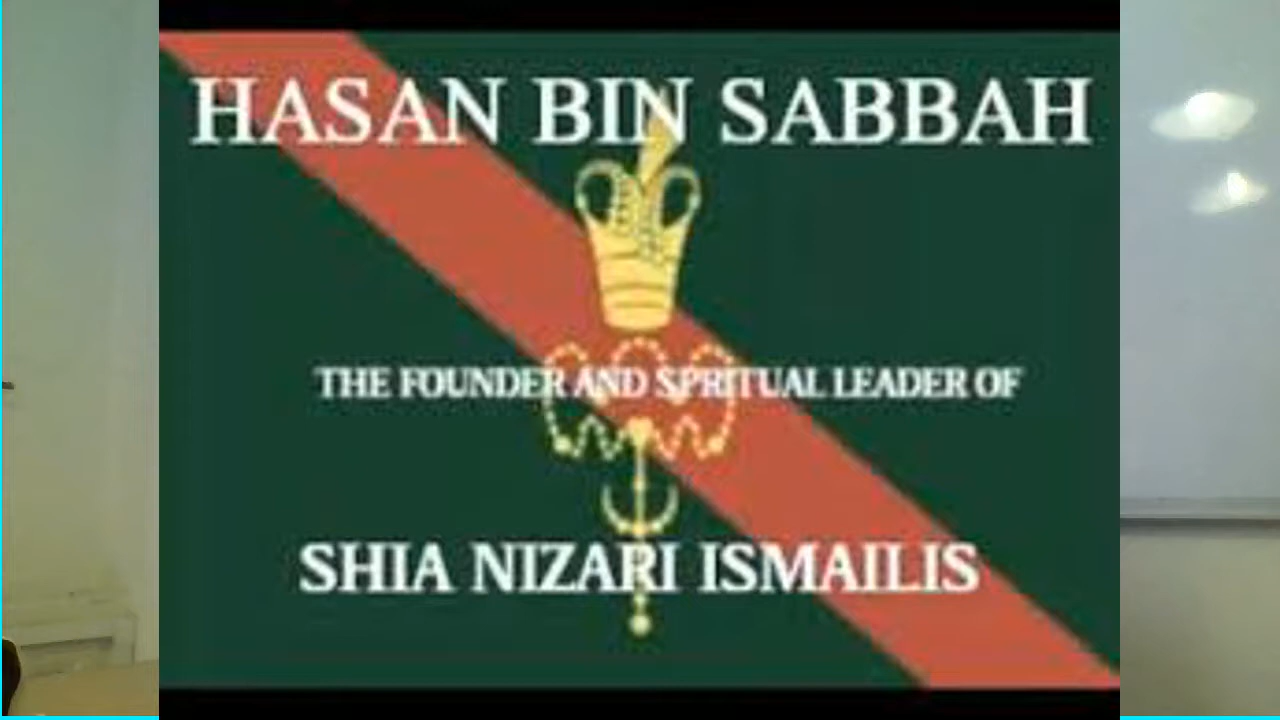 HASAN BIN SABBAH
THE FOUNDER AND SPRITUAL LEADER OF
SHIA NIZARI ISMAILIS